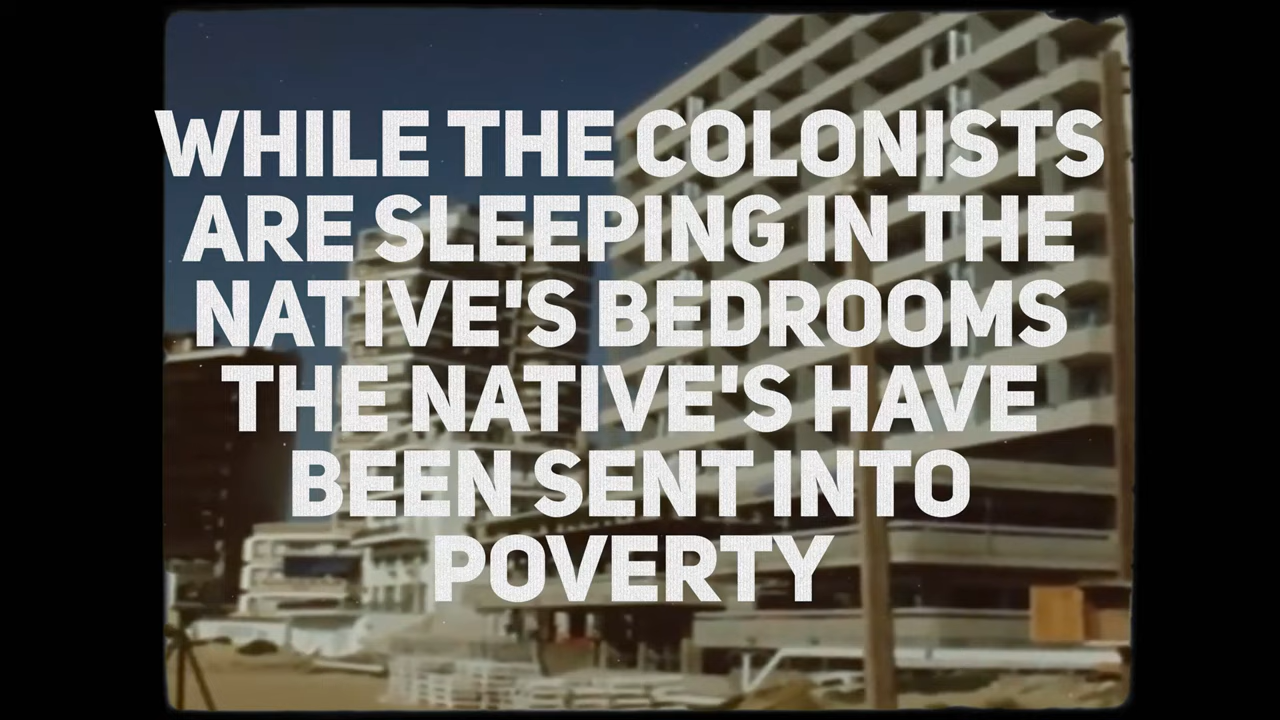 WHILE THE COLONISTS
ARE SLEEPING IN THE
NATIVE'S BEDROOMS
THE NATIVE'S HAVE
BEEN SENT INTO
POVERTY